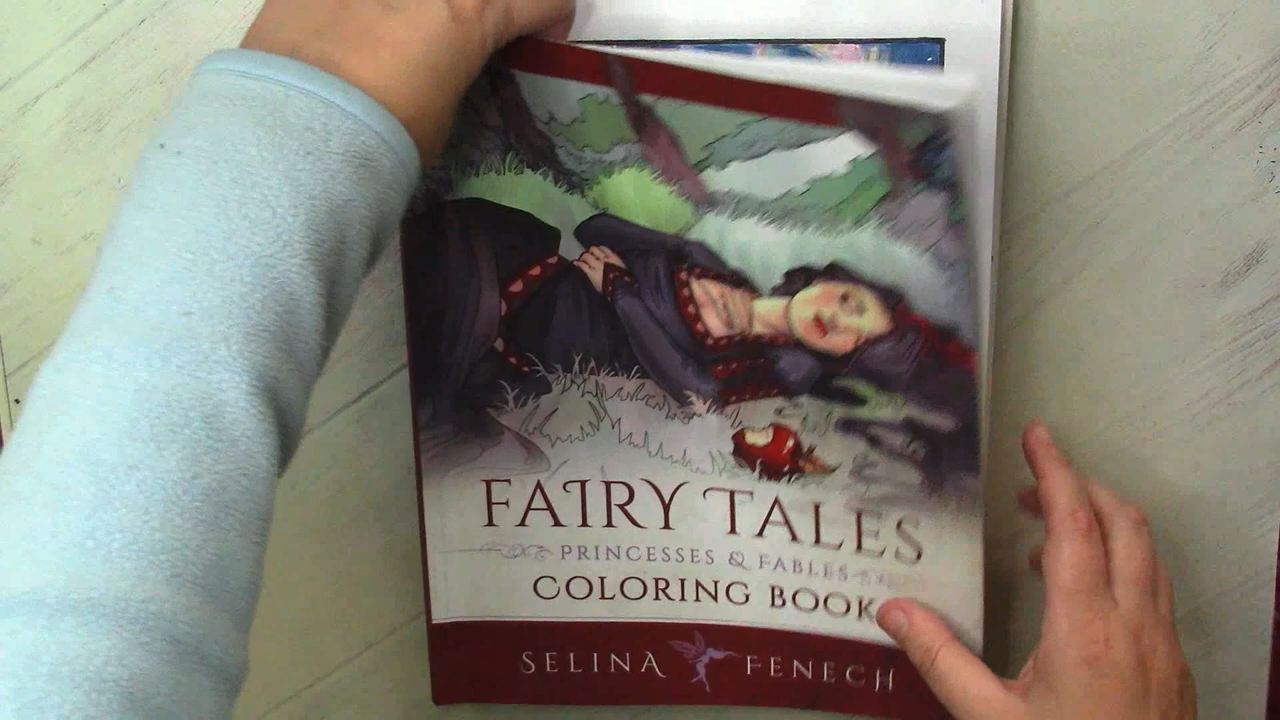 FAIRY TALES
PRINCESSES & FABLES
COLORING BOOK
SELINA FENECH